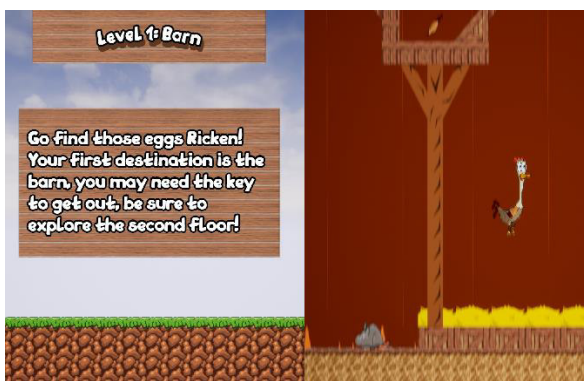 Level 1: Barn
Go find those eggs Ricken!
Your first destination is the
barn, you may need the key
to get out, be sure to
explore the second floor!